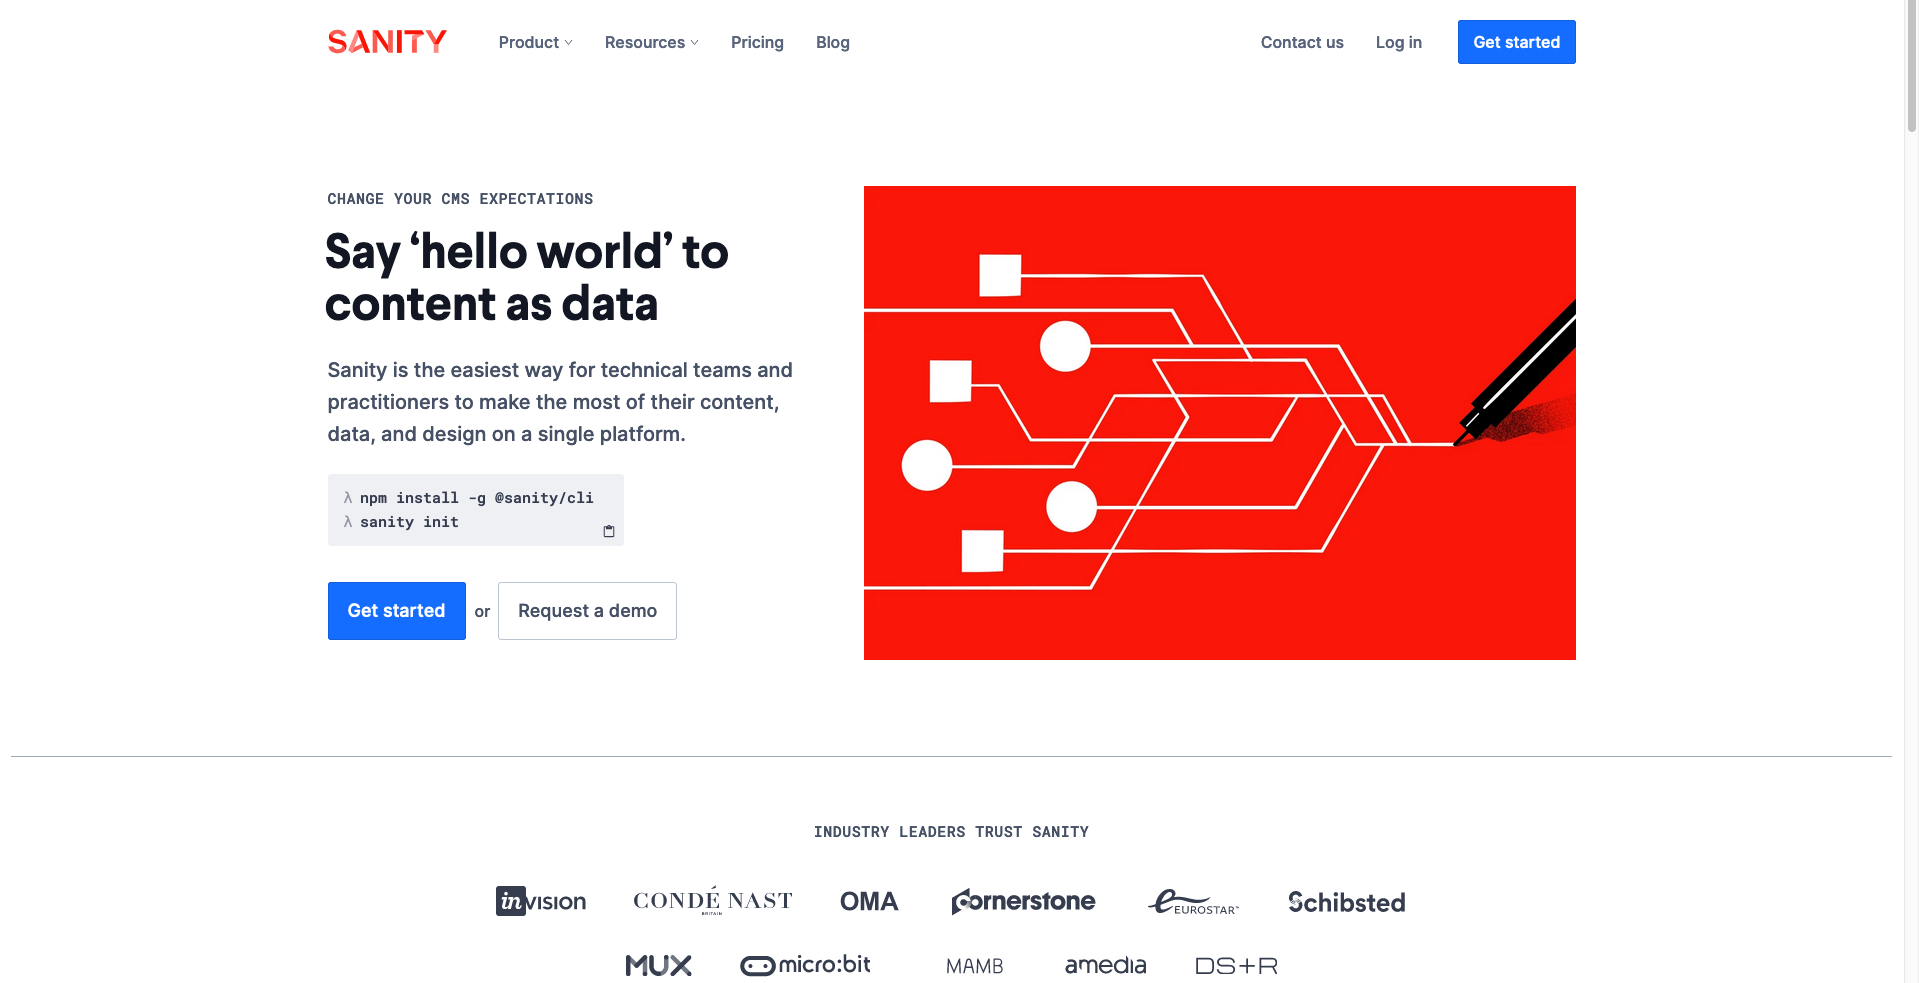 SANITY Product Resources Pricing Blog Contact us Log in Get started
CHANGE YOUR CMS EXPECTATIONS
Say ‘hello world’ to
content as data
Sanity is the easiest way for technical teams and
practitioners to make the most of their content,
data, and design on a single platform.
λ npm install -g @sanity/cli
λ sanity init
Get started or Request a demo
INDUSTRY LEADERS TRUST SANITY
inVISION CONDÉ NAST BRITAIN OMA Cornerstone EUROSTAR™ Schibsted
MUX micro:bit MAMB amedia DS+R